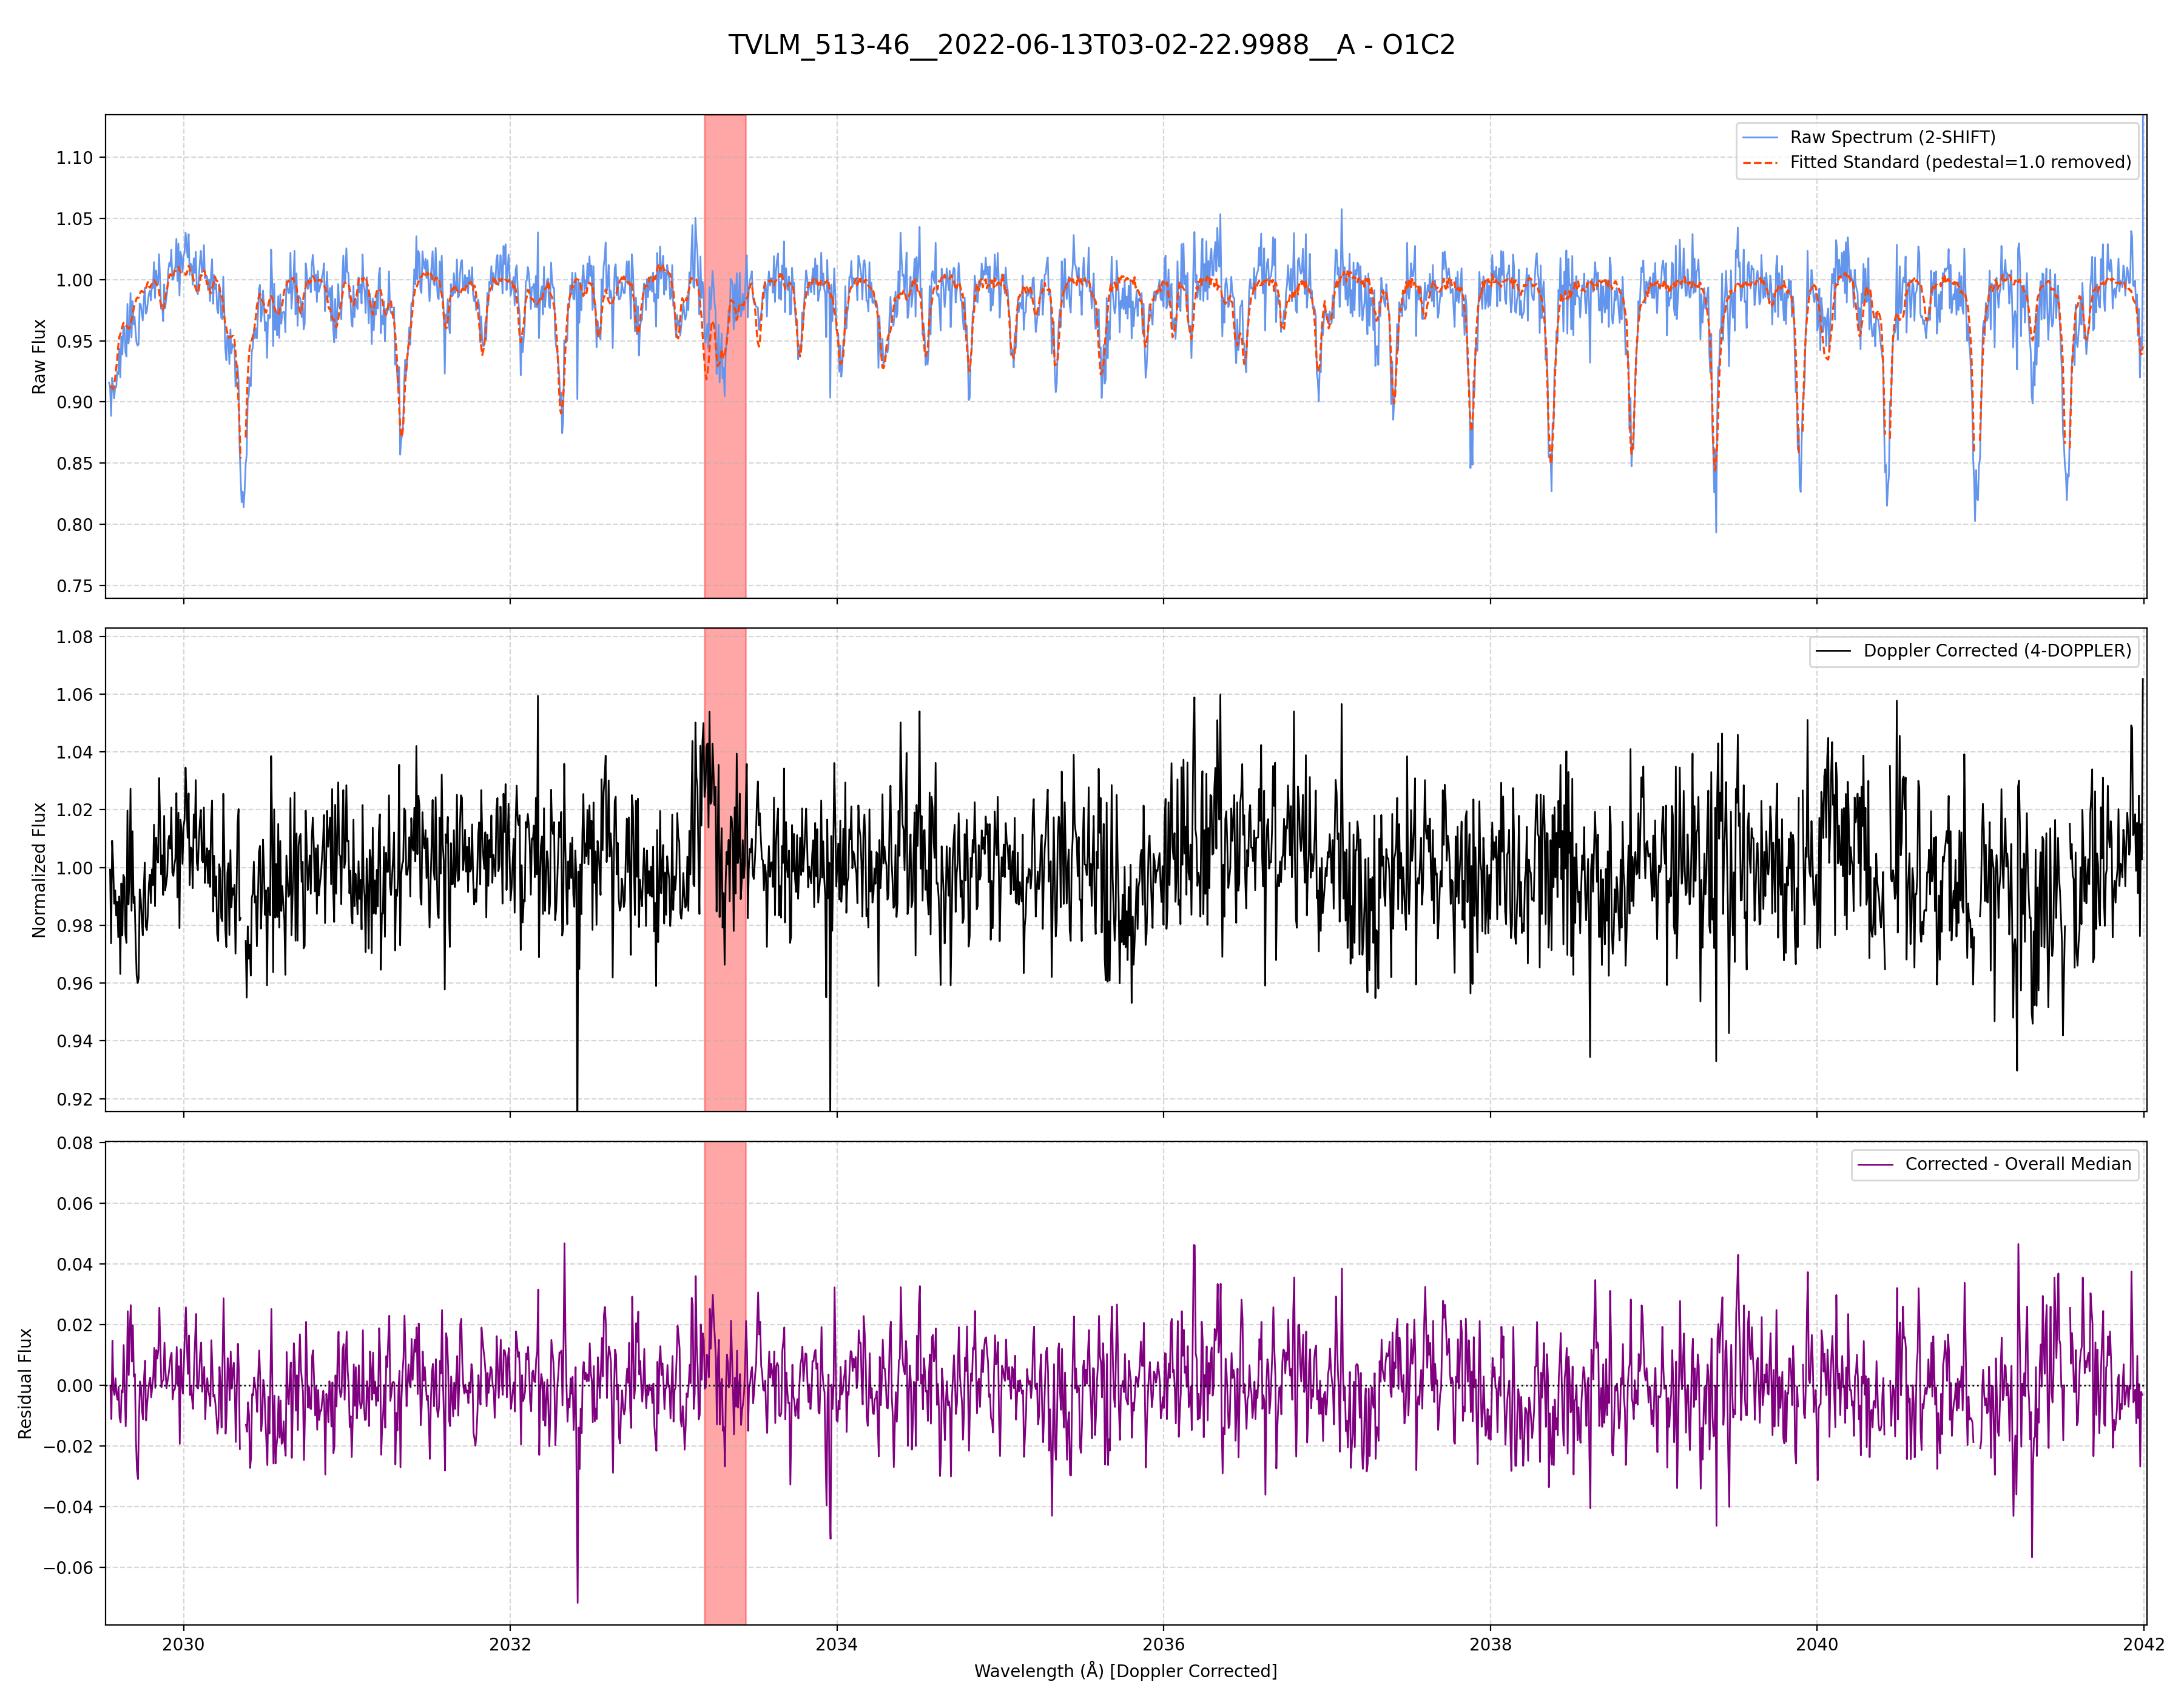 TVLM_513-46__2022-06-13T03-02-22.9988__A - O1C2
Raw Spectrum (2-SHIFT)
Fitted Standard (pedestal=1.0 removed)
Raw Flux
1.10
1.05
1.00
0.95
0.90
0.85
0.80
0.75
Doppler Corrected (4-DOPPLER)
Normalized Flux
1.08
1.06
1.04
1.02
1.00
0.98
0.96
0.94
0.92
Corrected - Overall Median
Residual Flux
0.08
0.06
0.04
0.02
0.00
−0.02
−0.04
−0.06
2030 2032 2034 2036 2038 2040 2042
Wavelength (Å) [Doppler Corrected]